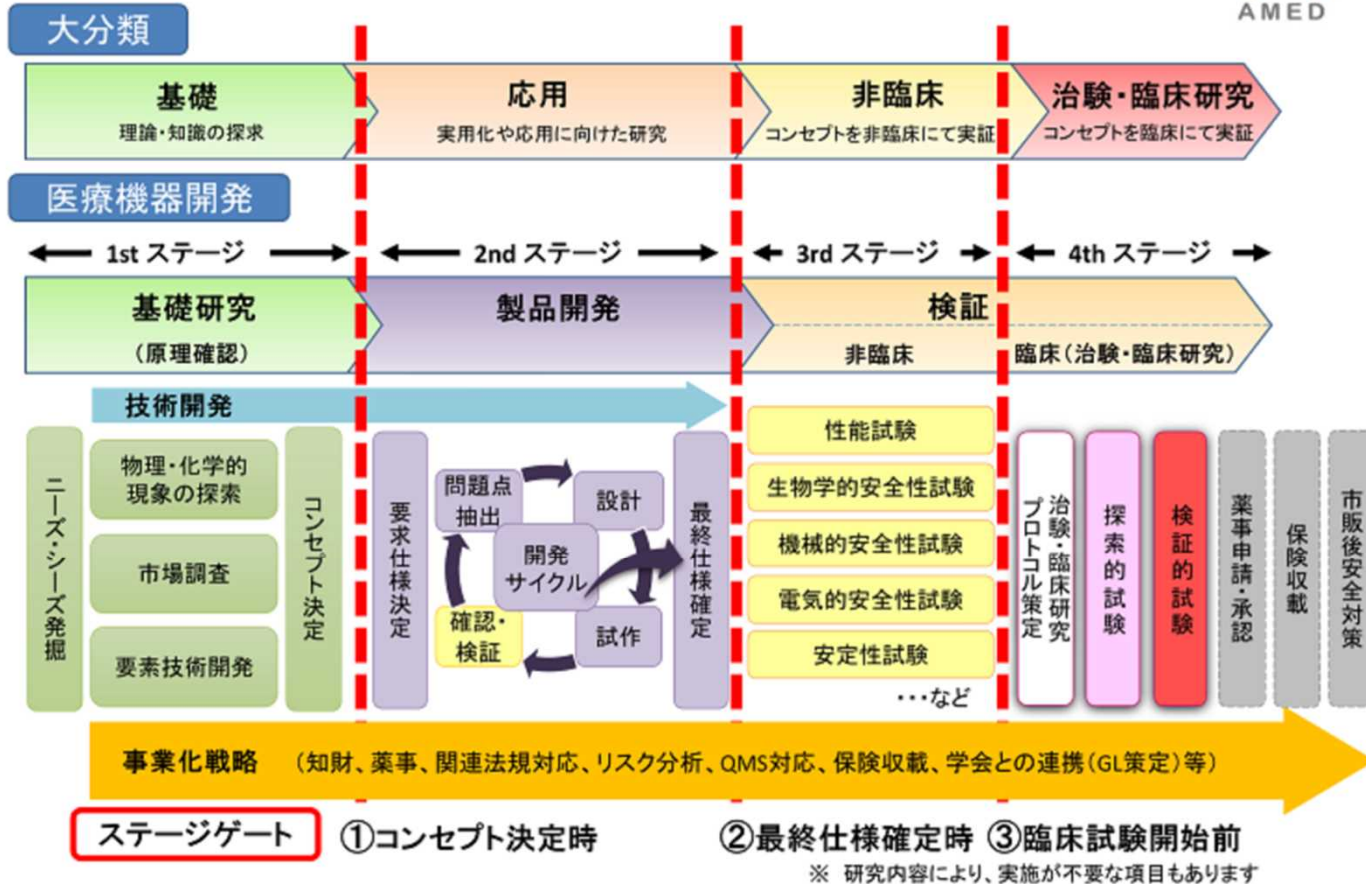 AMED
大分類
基礎
理論・知識の探求
応用
実用化や応用に向けた研究
非臨床
コンセプトを非臨床にて実証
治験・臨床研究
コンセプトを臨床にて実証
医療機器開発
1st ステージ
2nd ステージ
3rd ステージ
4th ステージ
基礎研究
(原理確認)
製品開発
検証
非臨床
臨床(治験・臨床研究)
技術開発
ニーズ・シーズ発掘
物理・化学的
現象の探索
市場調査
要素技術開発
コンセプト決定
要求仕様決定
問題点
抽出
設計
開発
サイクル
確認・
検証
試作
最終仕様確定
性能試験
生物学的安全性試験
機械的安全性試験
電気的安全性試験
安定性試験
・・・など
治験・臨床研究
プロトコル策定
探索的試験
検証的試験
薬事申請・承認
保険収載
市販後安全対策
事業化戦略 (知財、薬事、関連法規対応、リスク分析、QMS対応、保険収載、学会との連携(GL策定)等)
ステージゲート
①コンセプト決定時
②最終仕様確定時
③臨床試験開始前
※ 研究内容により、実施が不要な項目もあります